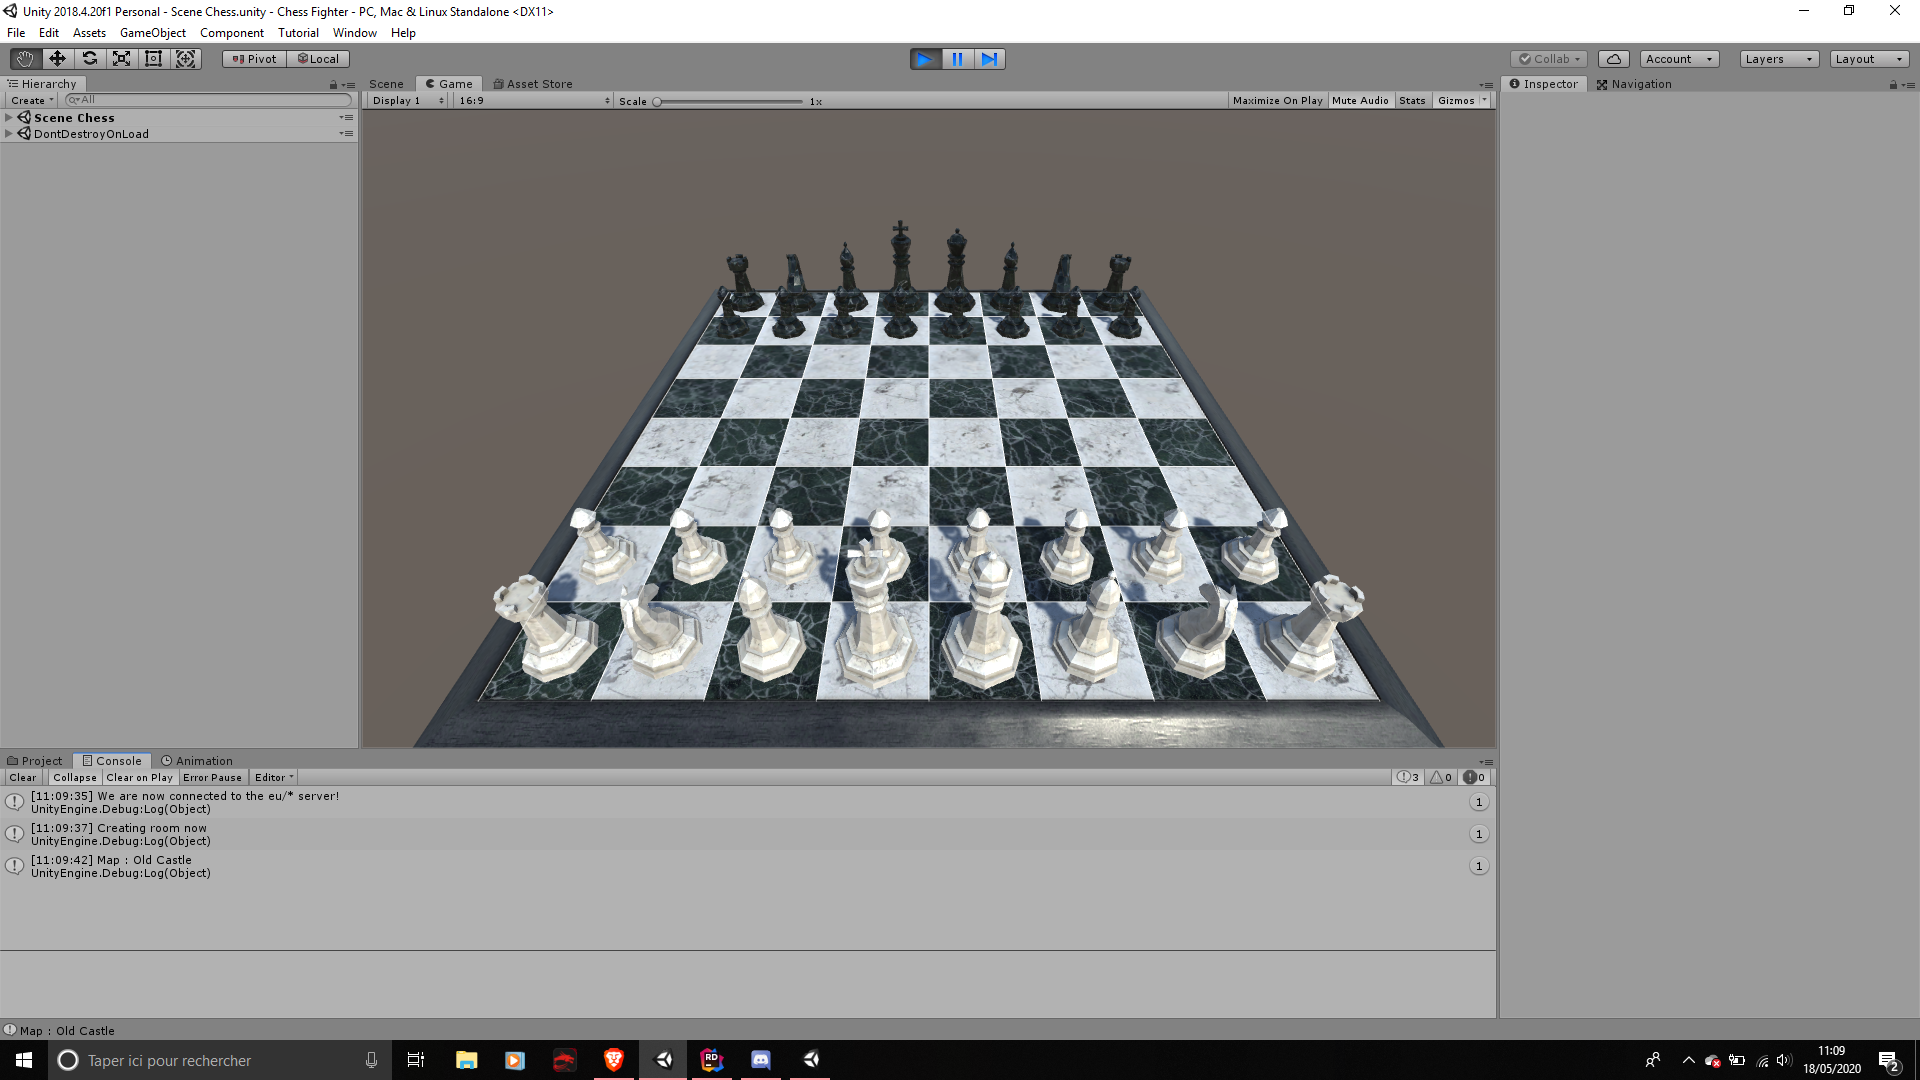 Unity 2018.4.20f1 Personal - Scene Chess.unity - Chess Fighter - PC, Mac & Linux Standalone <DX11>
File Edit Assets GameObject Component Tutorial Window Help
Pivot Local Collab Account Layers Layout
Hierarchy Scene Game Asset Store Inspector Navigation
Create All Display 1 16:9 Scale 1x Maximize On Play Mute Audio Stats Gizmos
Scene Chess
DontDestroyOnLoad
Project Console Animation
Clear Collapse Clear on Play Error Pause Editor 3 0 0
[11:09:35] We are now connected to the eu/* server!
UnityEngine.Debug:Log(Object)
1
[11:09:37] Creating room now
UnityEngine.Debug:Log(Object)
1
[11:09:42] Map : Old Castle
UnityEngine.Debug:Log(Object)
1
Map : Old Castle
Taper ici pour rechercher
RD
11:09
18/05/2020
2